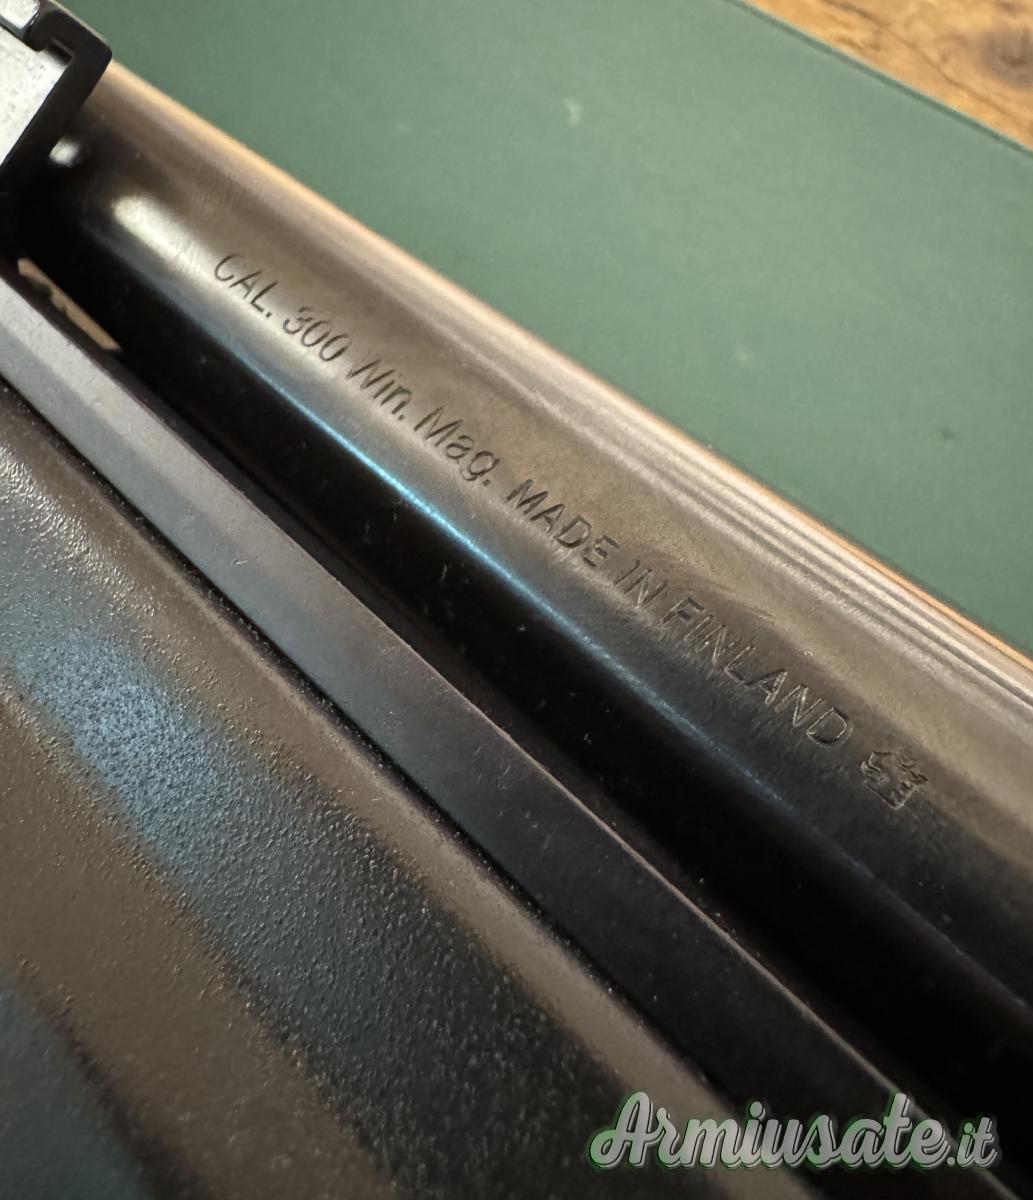 CAL. 300 Win. Mag. MADE IN FINLAND
Armiusate.it